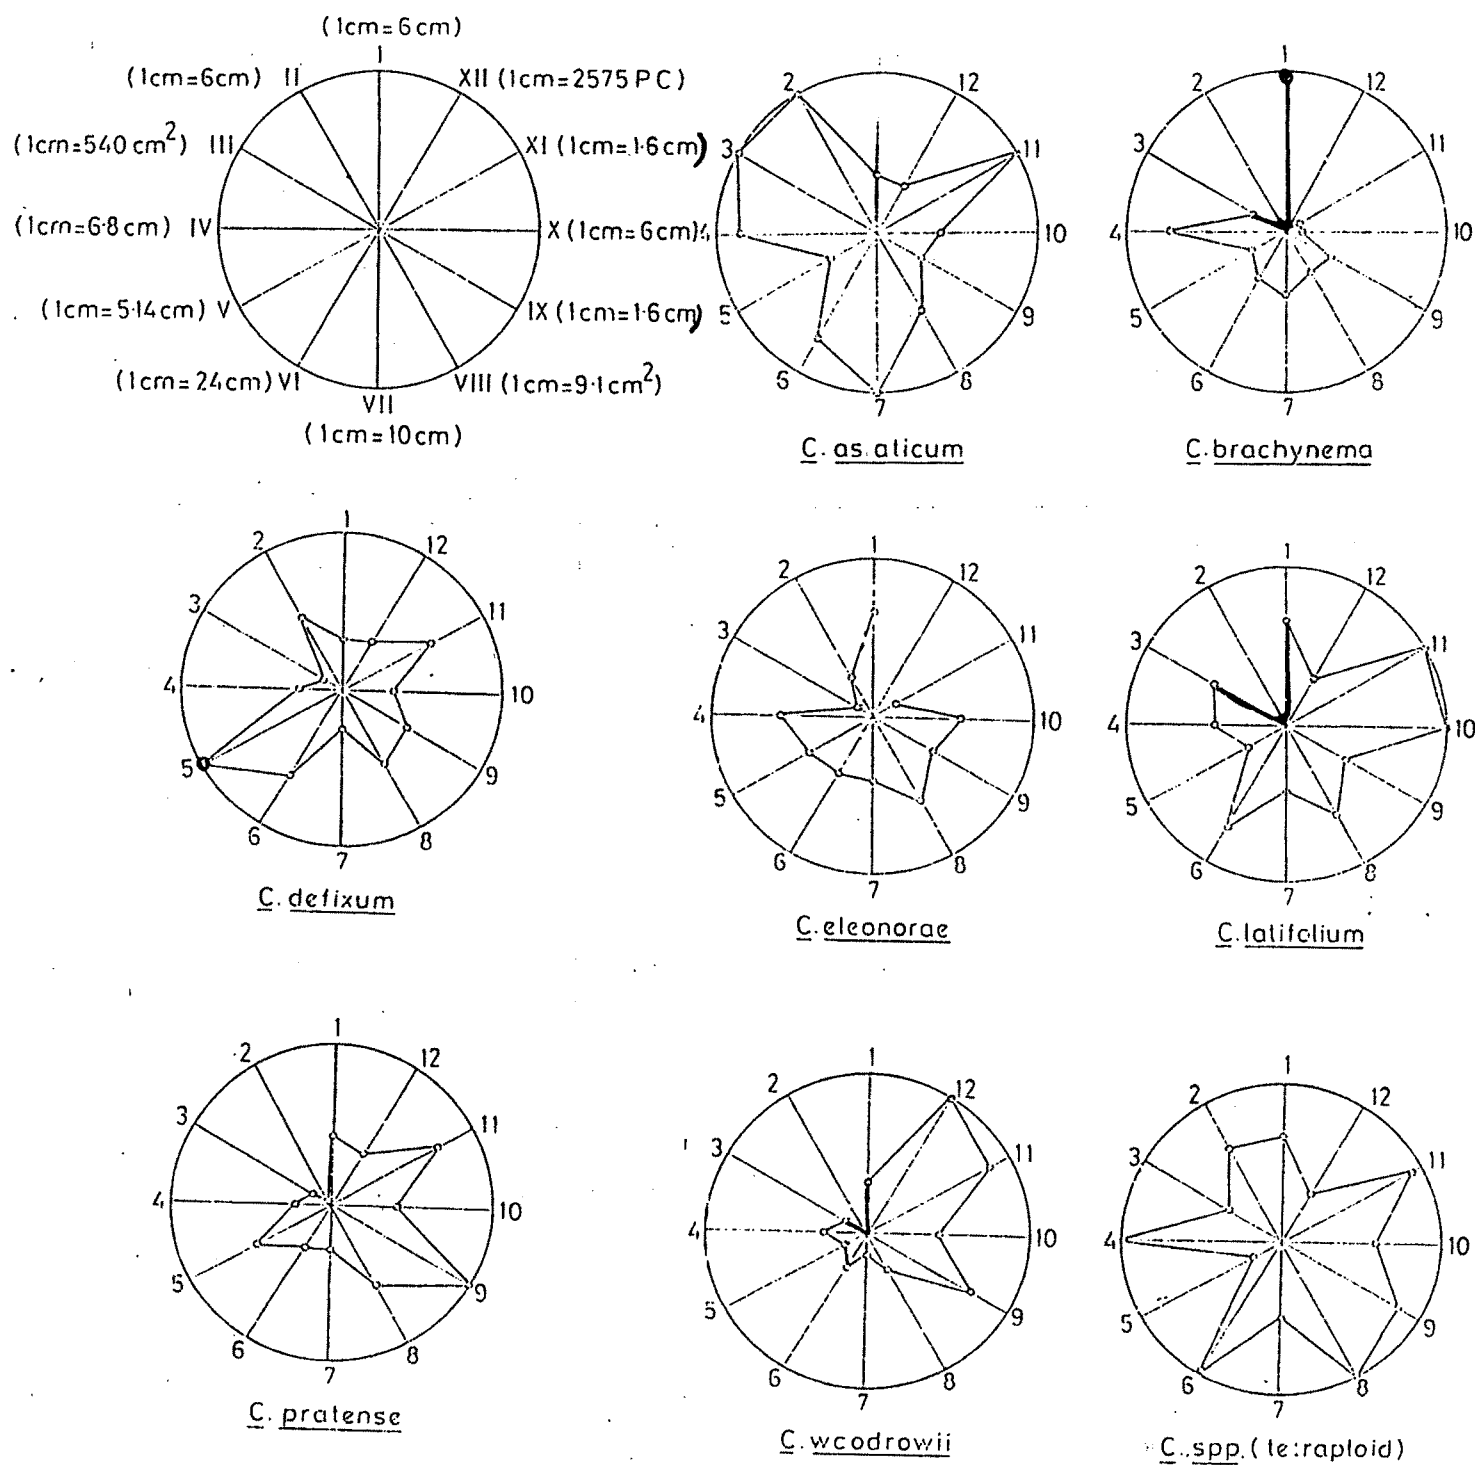 (1cm=6cm)
I
(1cm=6cm) II
XII (1cm=2575 PC)
(1cm=540 cm²) III
XI (1cm=1·6cm)
(1cm=6·8cm) IV
X (1cm=6cm)
(1cm=5·14cm) V
IX (1cm=1·6cm)
(1cm=24cm) VI
VIII (1cm=9·1cm²)
VII
(1cm=10cm)
2 12
3 11
4 10
5 9
6 8
7
C. as.aticum
1
2 12
3 11
4 10
5 9
6 8
7
C. brachynema
1
2 12
3 11
4 10
5 9
6 8
7
C. defixum
1
2 12
3 11
4 10
5 9
6 8
7
C. eleonorae
1
2 12
3 11
4 10
5 9
6 8
7
C. latifolium
1
2 12
3 11
4 10
5 9
6 8
7
C. pratense
1
2 12
3 11
4 10
5 9
6 8
7
C. wcodrowii
1
2 12
3 11
4 10
5 9
6 8
7
C. spp. (te:raploid)